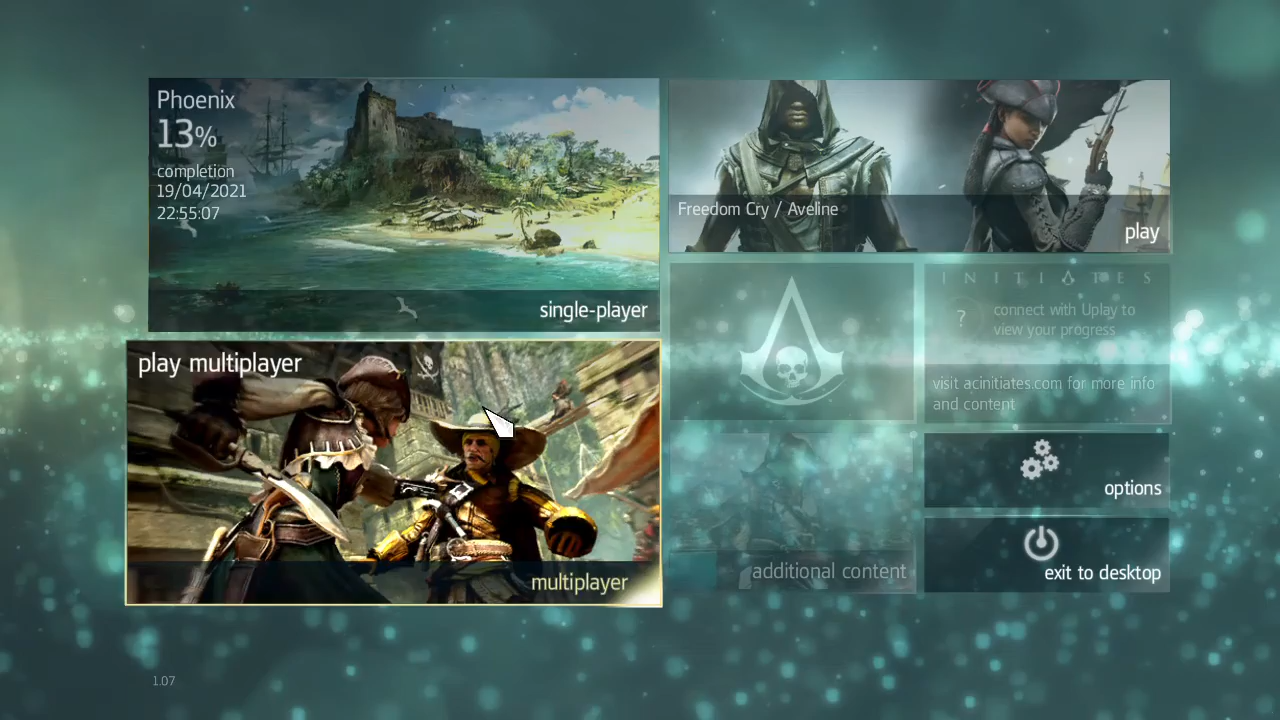 Phoenix
13%
completion
19/04/2021
22:55:07
single-player
Freedom Cry / Aveline
play
INITIATES
?
connect with Uplay to
view your progress
visit acinitiates.com for more info
and content
play multiplayer
multiplayer
additional content
options
exit to desktop
1.07